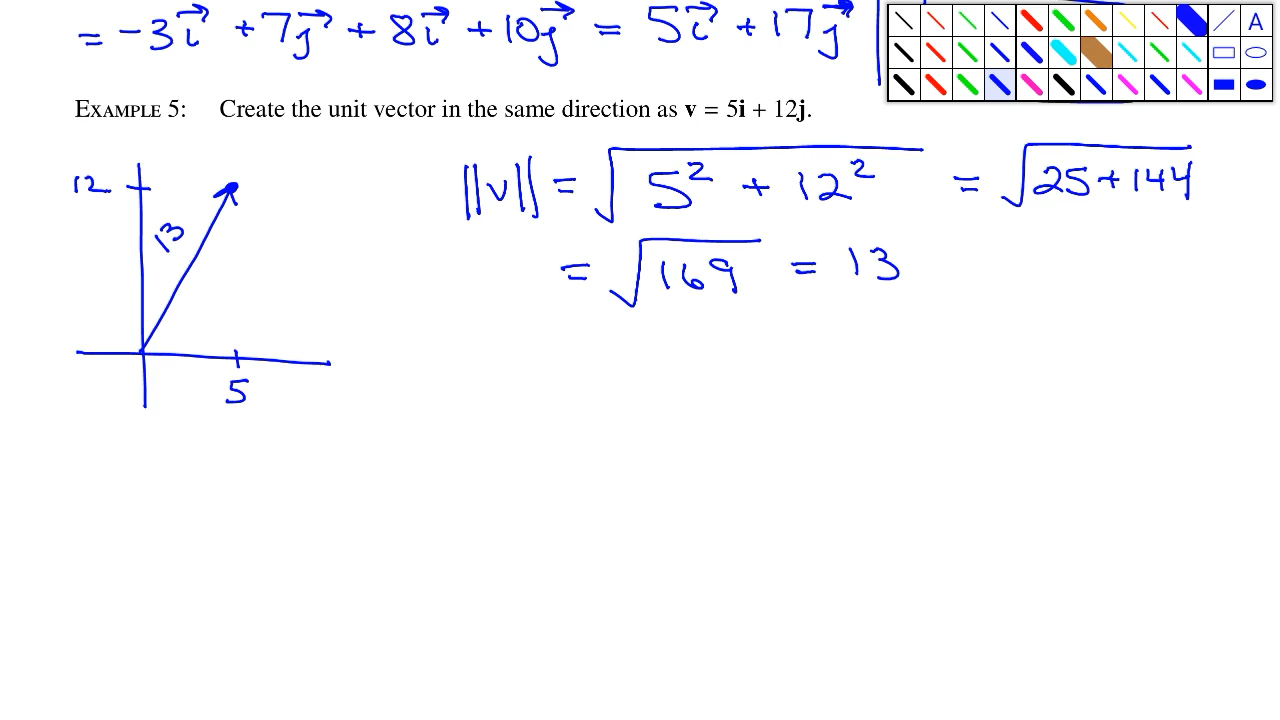 = -3i⃗ + 7j⃗ + 8i⃗ + 10j⃗ = 5i⃗ + 17j⃗
A
EXAMPLE 5: Create the unit vector in the same direction as v = 5i + 12j.
||v|| = √(5² + 12²) = √(25+144)
= √169 = 13
12
13
5